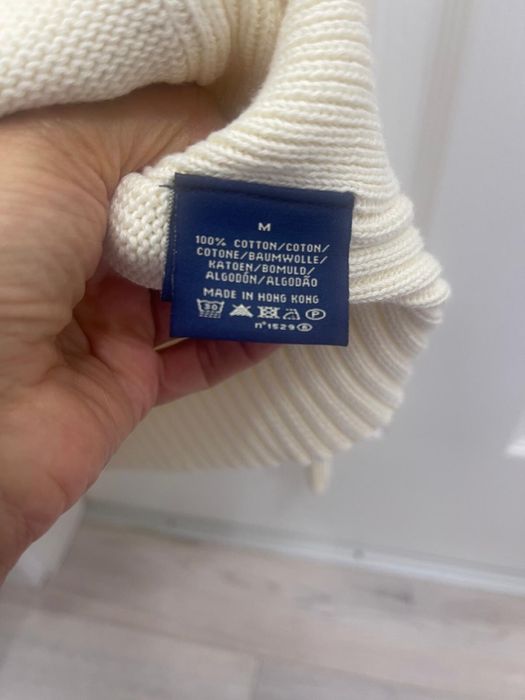 M
100% COTTON/COTON/
COTONE/BAUMWOLLE/
KATOEN/BOMULD/
ALGODÓN/ALGODÃO
MADE IN HONG KONG
30 P
nº1529